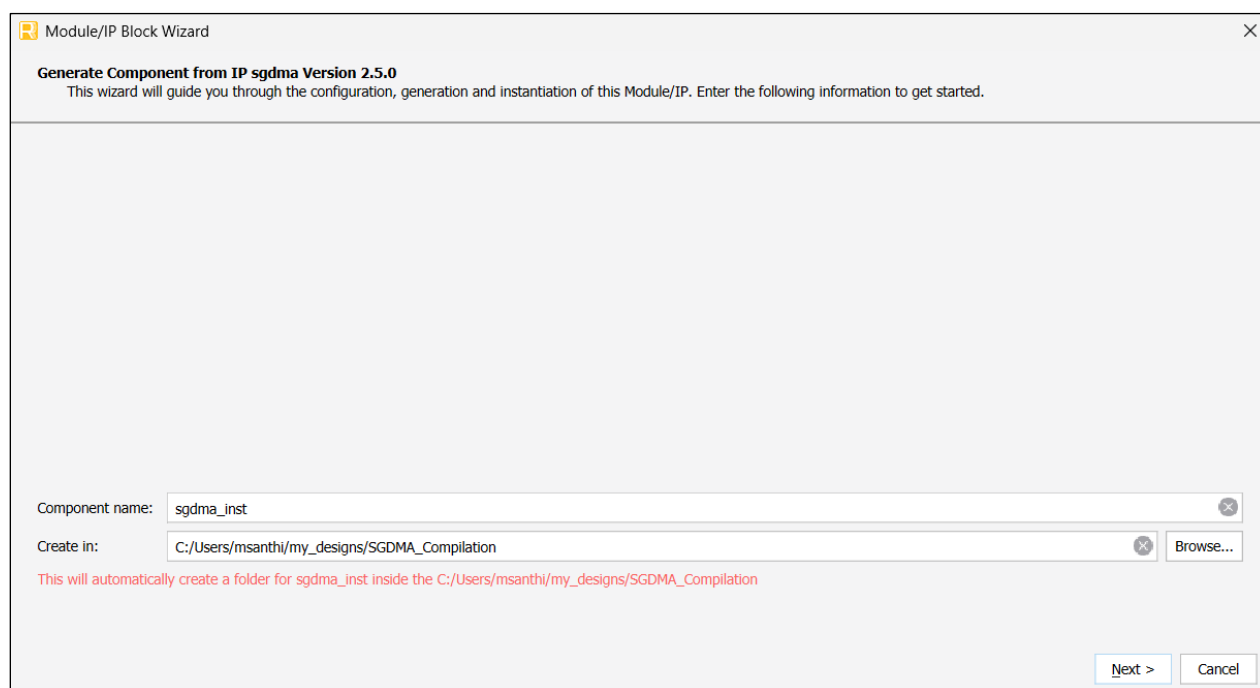 Module/IP Block Wizard
Generate Component from IP sgdma Version 2.5.0
This wizard will guide you through the configuration, generation and instantiation of this Module/IP. Enter the following information to get started.
Component name: sgdma_inst
Create in: C:/Users/msanthi/my_designs/SGDMA_Compilation Browse...
This will automatically create a folder for sgdma_inst inside the C:/Users/msanthi/my_designs/SGDMA_Compilation
Next > Cancel